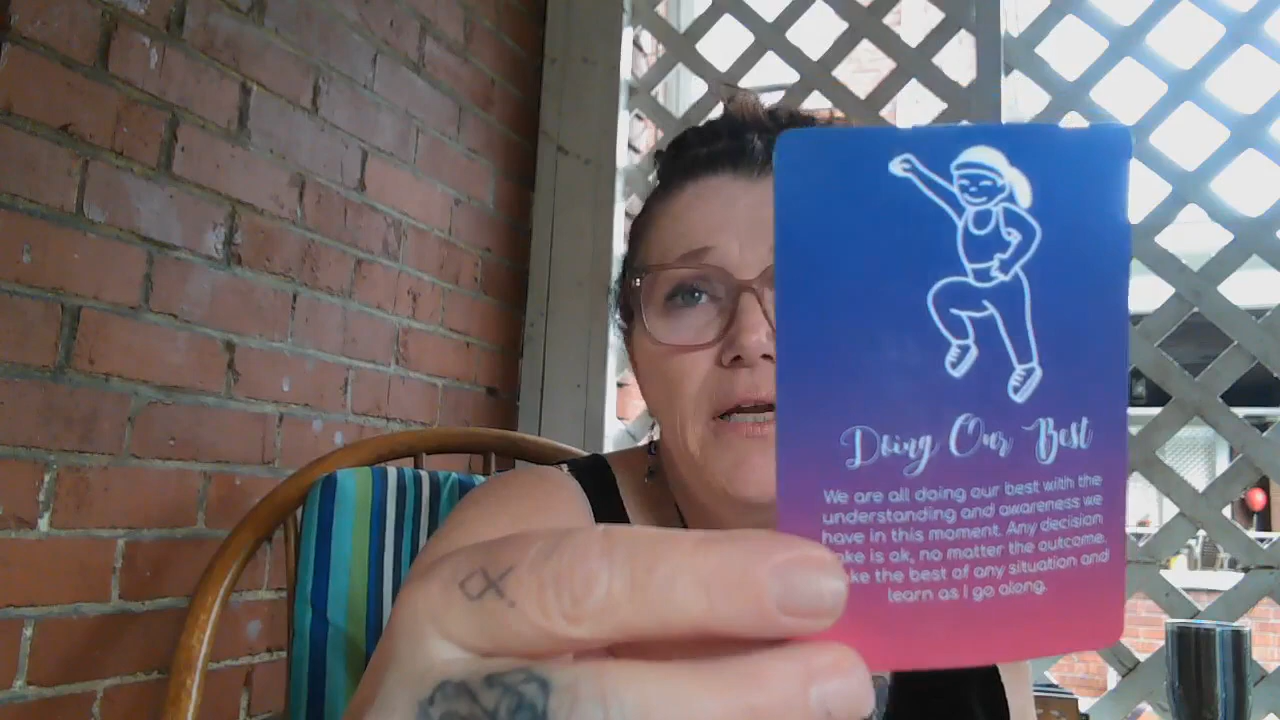 Doing Our Best
We are all doing our best with the
understanding and awareness we
have in this moment. Any decision
is ok, no matter the outcome.
the best of any situation and
learn as I go along.